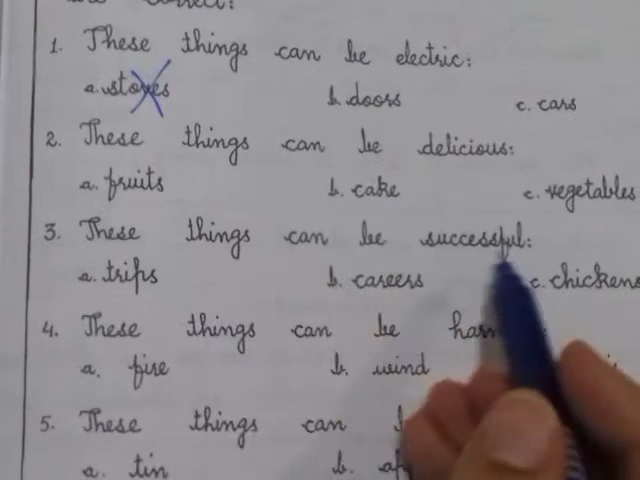 are correct:
1. These things can be electric:
a. stoves b. doors c. cars
2. These things can be delicious:
a. fruits b. cake c. vegetables
3. These things can be successful:
a. trips b. careers c. chickens
4. These things can be
a. fire b. wind
5. These things can
a. tin b.